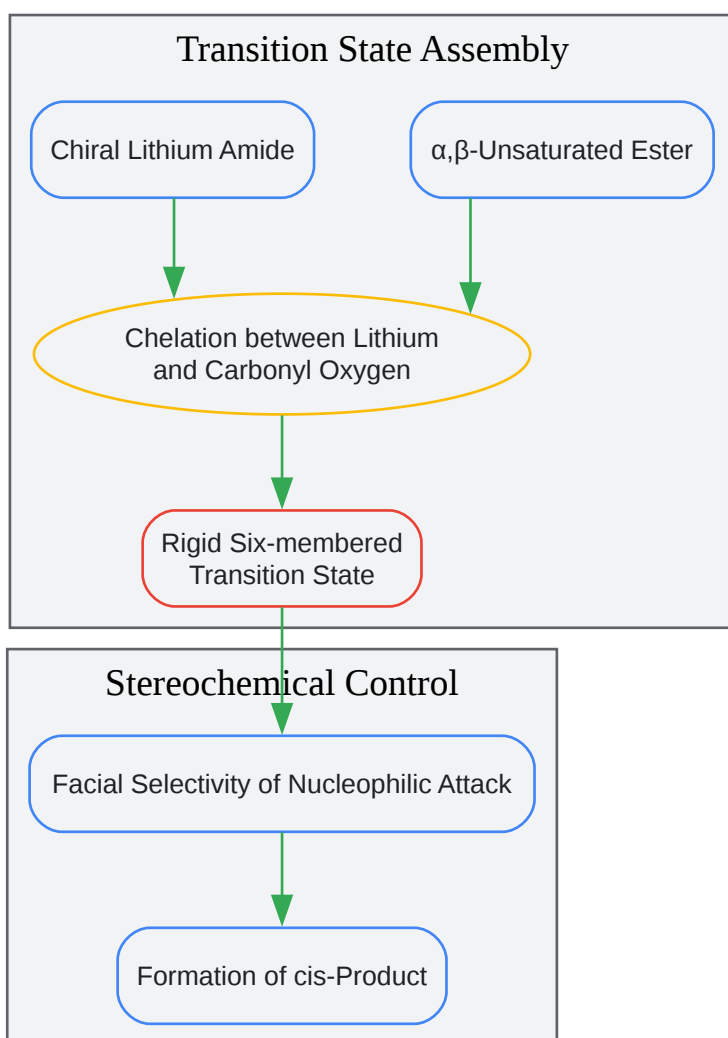 Transition State Assembly
Chiral Lithium Amide
α,β-Unsaturated Ester
Chelation between Lithium
and Carbonyl Oxygen
Rigid Six-membered
Transition State
Stereochemical Control
Facial Selectivity of Nucleophilic Attack
Formation of cis-Product